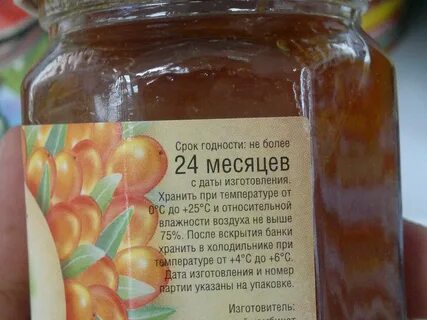 Срок годности: не более
24 месяцев
с даты изготовления.
Хранить при температуре от
0°С до +25°С и относительной
влажности воздуха не выше
75%. После вскрытия банки
хранить в холодильнике при
температуре от +4°С до +6°С.
Дата изготовления и номер
партии указаны на упаковке.
Изготовитель: